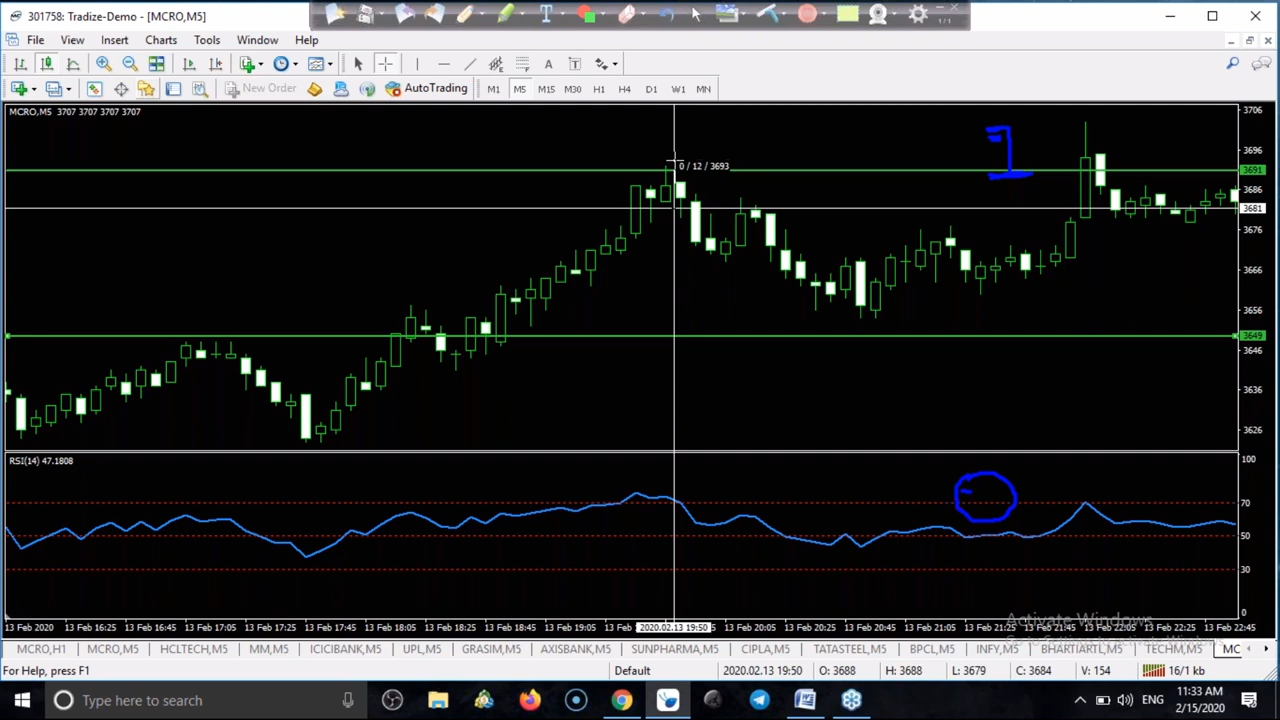 301758: Tradize-Demo - [MCRO,M5]
1/1
File View Insert Charts Tools Window Help
New Order AutoTrading M1 M5 M15 M30 H1 H4 D1 W1 MN
MCRO,M5 3707 3707 3707 3707
0 / 12 / 3693
3706
3696
3691
3686
3681
3676
3666
3656
3649
3646
3636
3626
RSI(14) 47.1808
100
70
50
30
0
13 Feb 2020 13 Feb 16:25 13 Feb 16:45 13 Feb 17:05 13 Feb 17:25 13 Feb 17:45 13 Feb 18:05 13 Feb 18:25 13 Feb 18:45 13 Feb 19:05 13 Feb 2020.02.13 19:50 13 Feb 20:05 13 Feb 20:25 13 Feb 20:45 13 Feb 21:05 13 Feb 21:25 13 Feb 21:45 13 Feb 22:05 13 Feb 22:25 13 Feb 22:45
Activate Windows
MCRO,H1 MCRO,M5 HCLTECH,M5 MM,M5 ICICIBANK,M5 UPL,M5 GRASIM,M5 AXISBANK,M5 SUNPHARMA,M5 CIPLA,M5 TATASTEEL,M5 BPCL,M5 INFY,M5 BHARTIARTL,M5 TECHM,M5 MC
For Help, press F1 Default 2020.02.13 19:50 O: 3688 H: 3688 L: 3679 C: 3684 V: 154 16/1 kb
Type here to search ENG 11:33 AM
2/15/2020